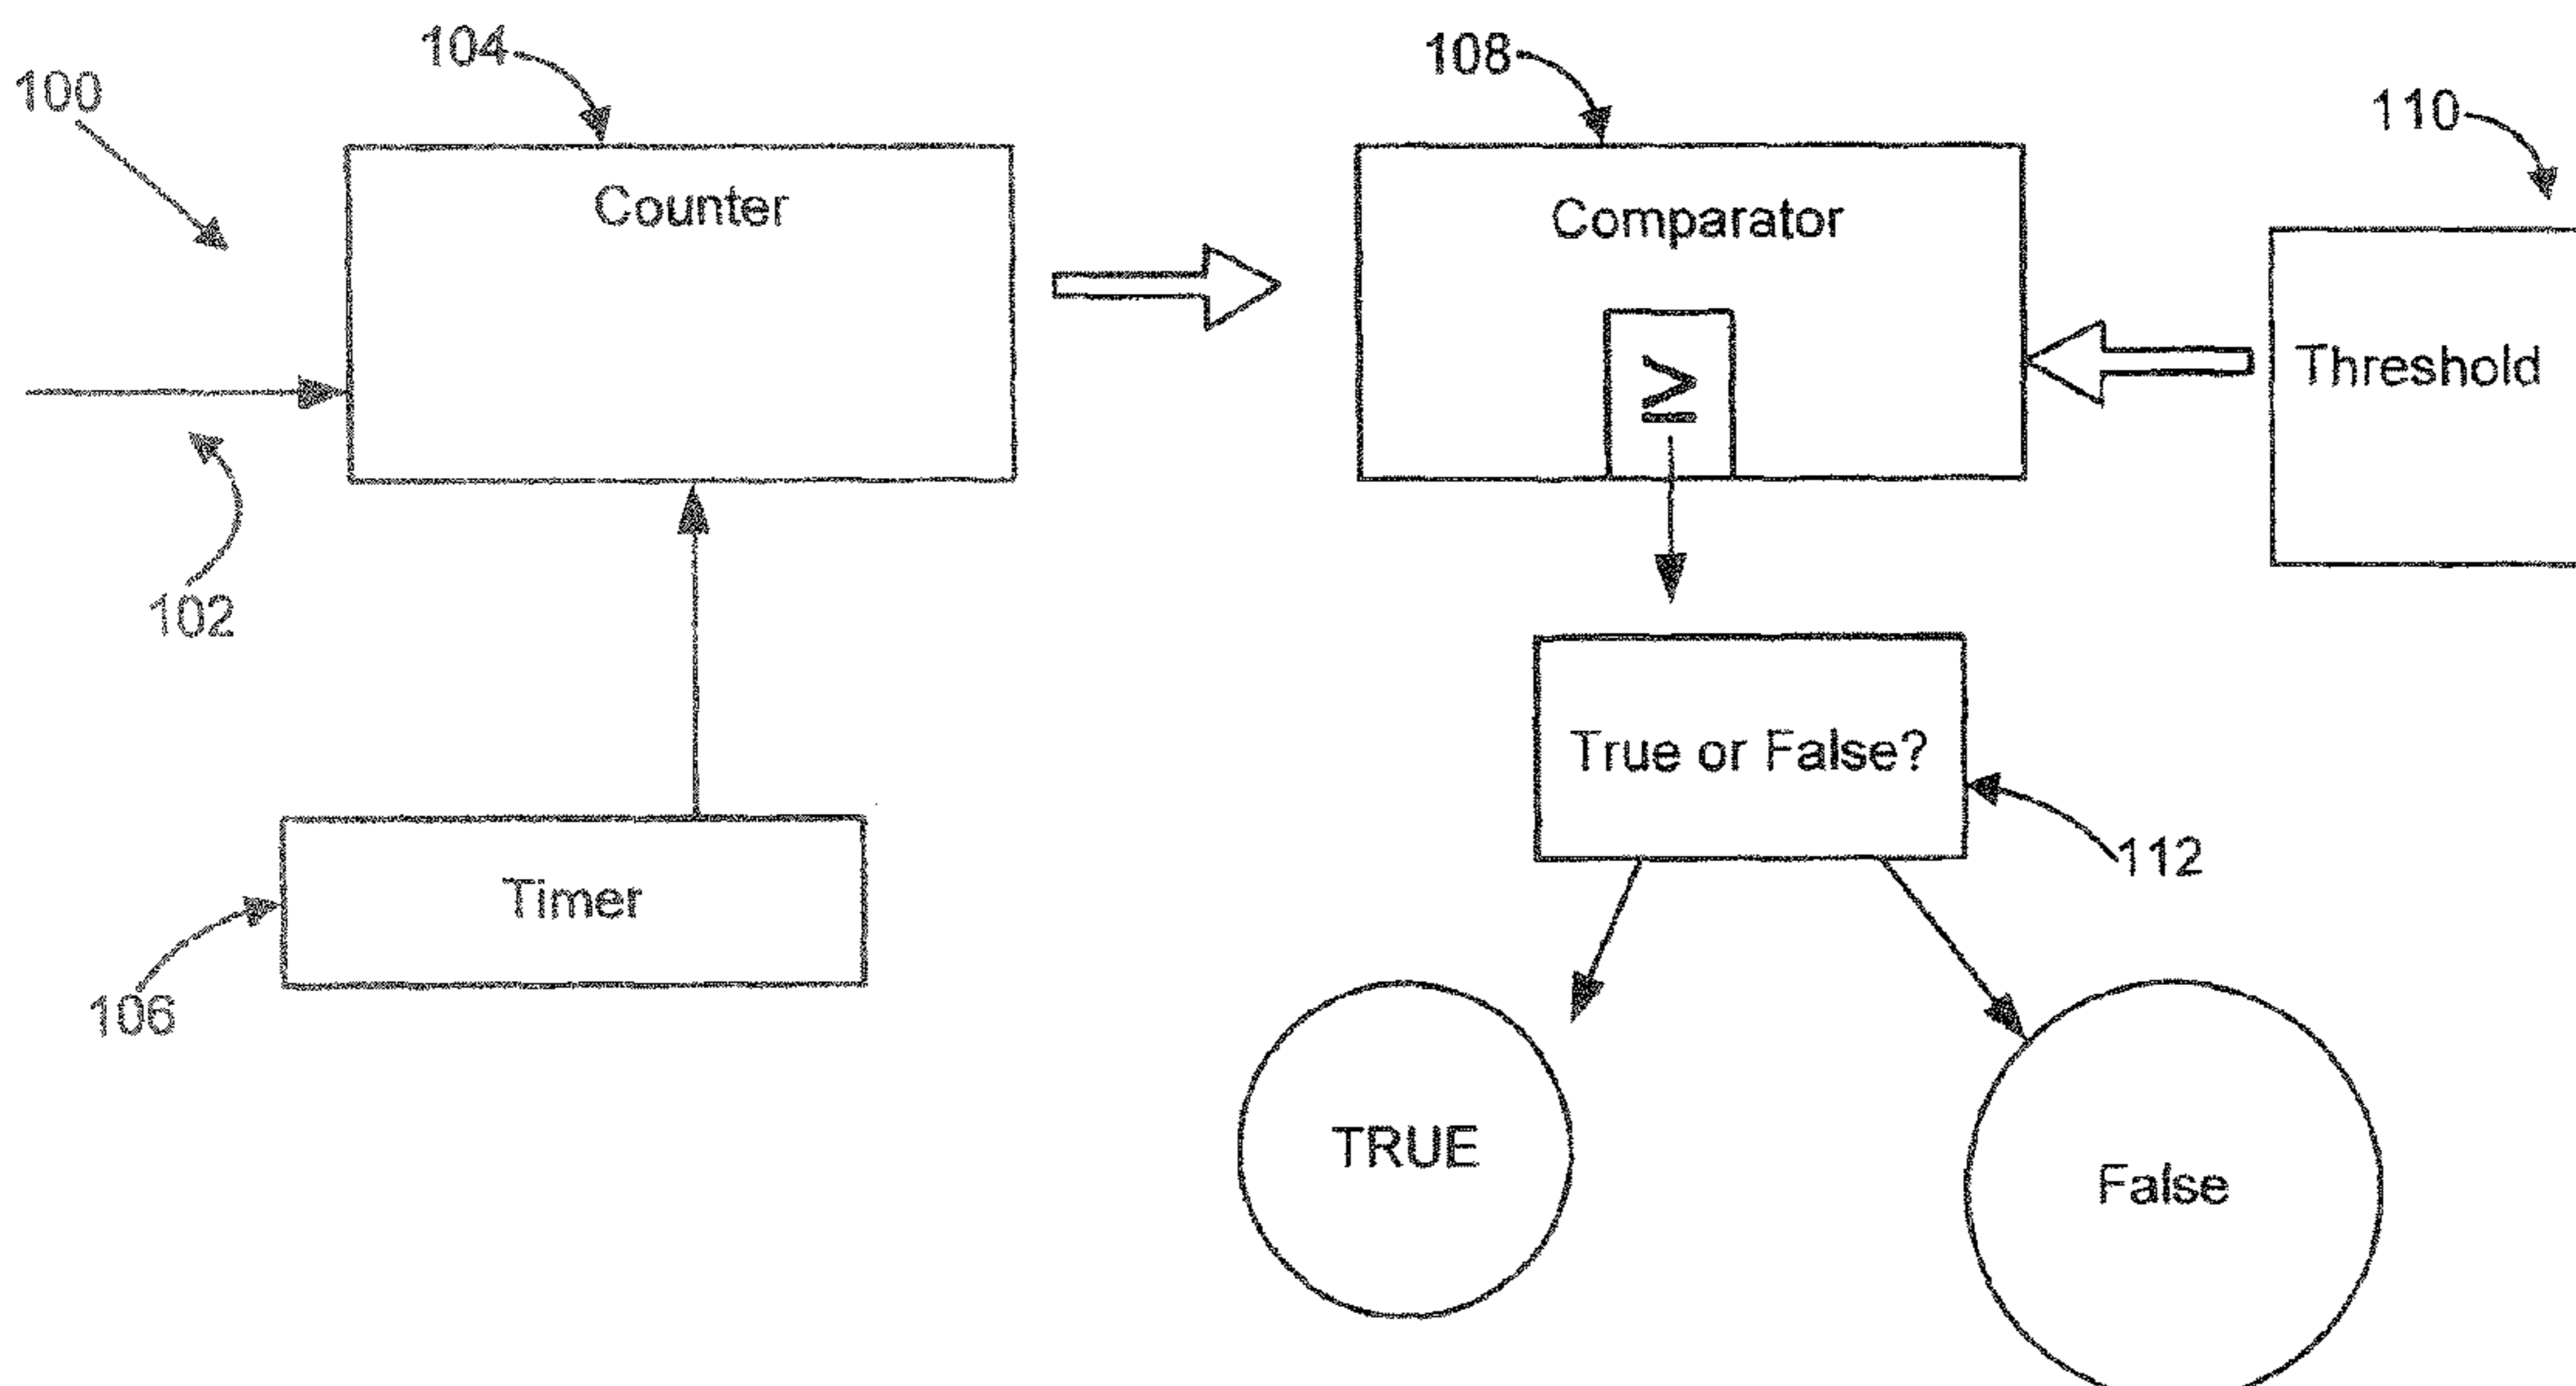 100
104
108
110
Counter
Comparator
Threshold
≥
102
True or False?
112
Timer
106
TRUE
False